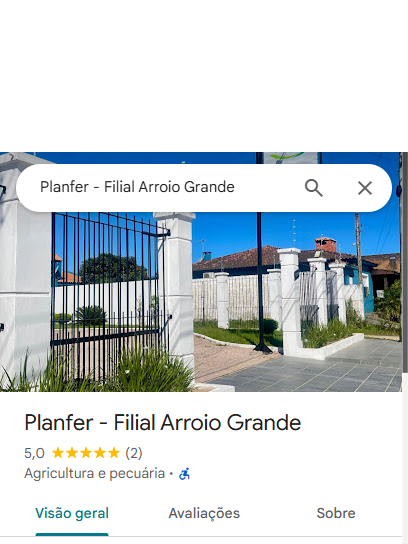 Planfer - Filial Arroio Grande
Planfer - Filial Arroio Grande
5,0 ★★★★★ (2)
Agricultura e pecuária ·
Visão geral Avaliações Sobre